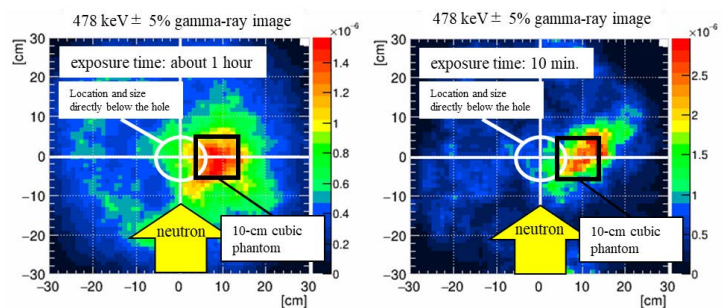 478 keV ± 5% gamma-ray image
[cm]
30
20
10
0
−10
−20
−30
−30 −20 −10 0 10 20 30
[cm]
×10⁻⁶
1.4
1.2
1
0.8
0.6
0.4
0.2
0
exposure time: about 1 hour
Location and size
directly below the hole
neutron
10-cm cubic
phantom
478 keV ± 5% gamma-ray image
[cm]
30
20
10
0
−10
−20
−30
−30 −20 −10 0 10 20 30
[cm]
×10⁻⁶
2.5
2
1.5
1
0.5
0
exposure time: 10 min.
Location and size
directly below the hole
neutron
10-cm cubic
phantom